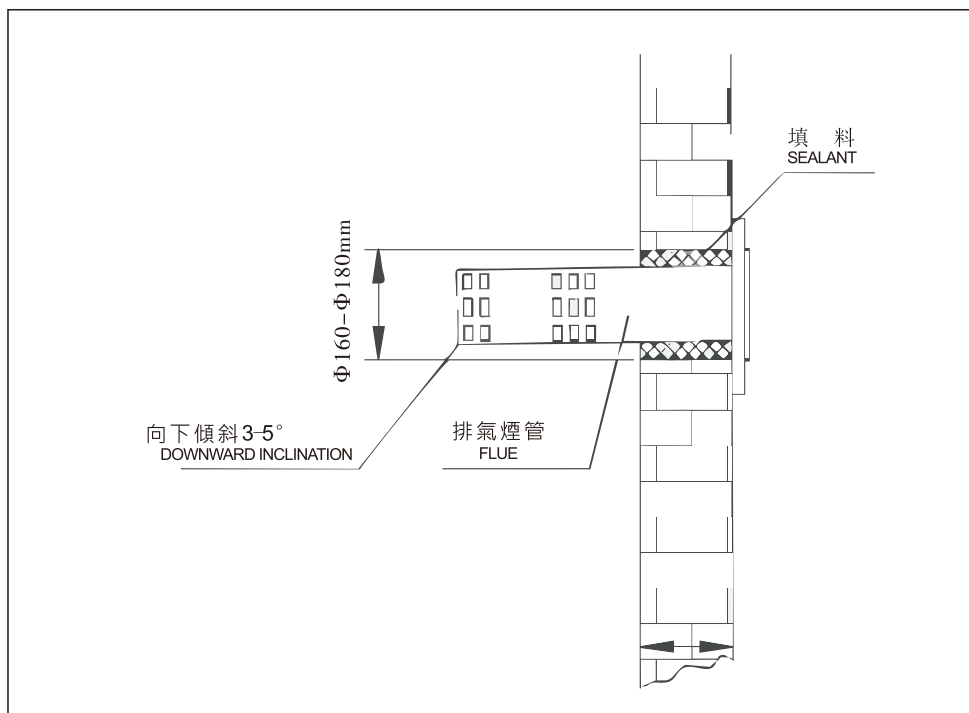 填 料
SEALANT
Φ160-Φ180mm
向下傾斜3-5°
DOWNWARD INCLINATION
排氣煙管
FLUE